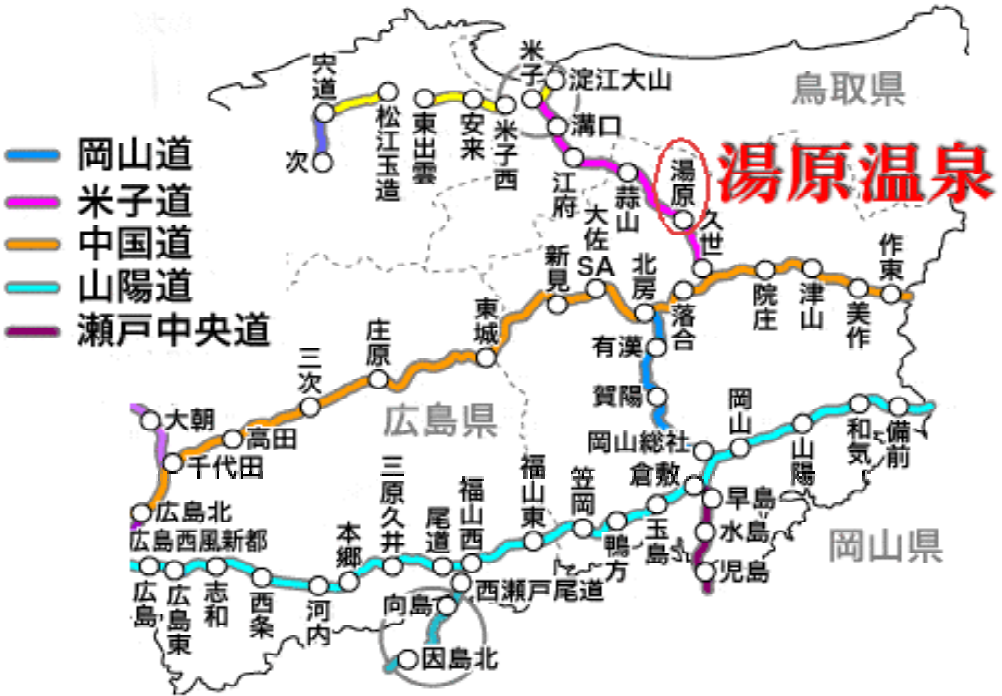 岡山道
米子道
中国道
山陽道
瀬戸中央道
鳥取県
広島県
岡山県
湯原温泉
宍道
次
松江玉造
東出雲
安来
米子西
米子
淀江大山
溝口
江府
蒜山
湯原
久世
大佐SA
新見
北房
落合
院庄
津山
美作
作東
東城
庄原
三次
高田
千代田
大朝
広島北
有漢
賀陽
岡山総社
岡山
山陽
和気
備前
倉敷
早島
水島
児島
玉島
鴨方
笠岡
福山東
福山西
尾道
三原久井
本郷
河内
西条
志和
広島東
広島
広島西風新都
西瀬戸尾道
向島
因島北